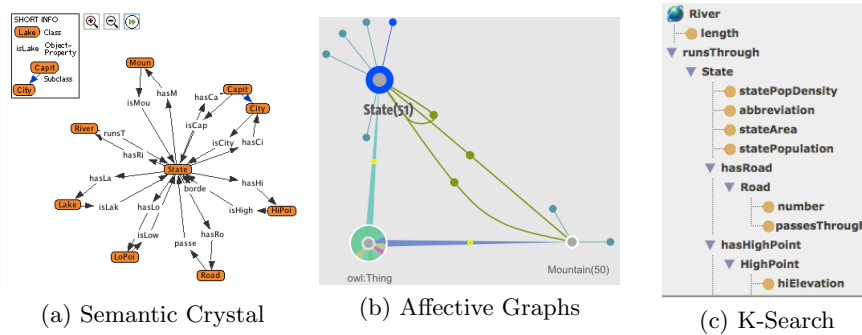 SHORT INFO
Lake Class
isLake Object-Property
Capit
Subclass
City
Moun
Capit
City
hasM
hasCa
isMou
isCap
River
runsT
isCity
hasCi
hasRi
State
hasLa
borde
hasHi
Lake
isLak
hasLo
isHigh
HiPoi
isLow
passe
hasRo
LoPoi
Road
(a) Semantic Crystal
State(51)
owl:Thing
Mountain(50)
(b) Affective Graphs
River
length
runsThrough
State
statePopDensity
abbreviation
stateArea
statePopulation
hasRoad
Road
number
passesThrough
hasHighPoint
HighPoint
hiElevation
(c) K-Search